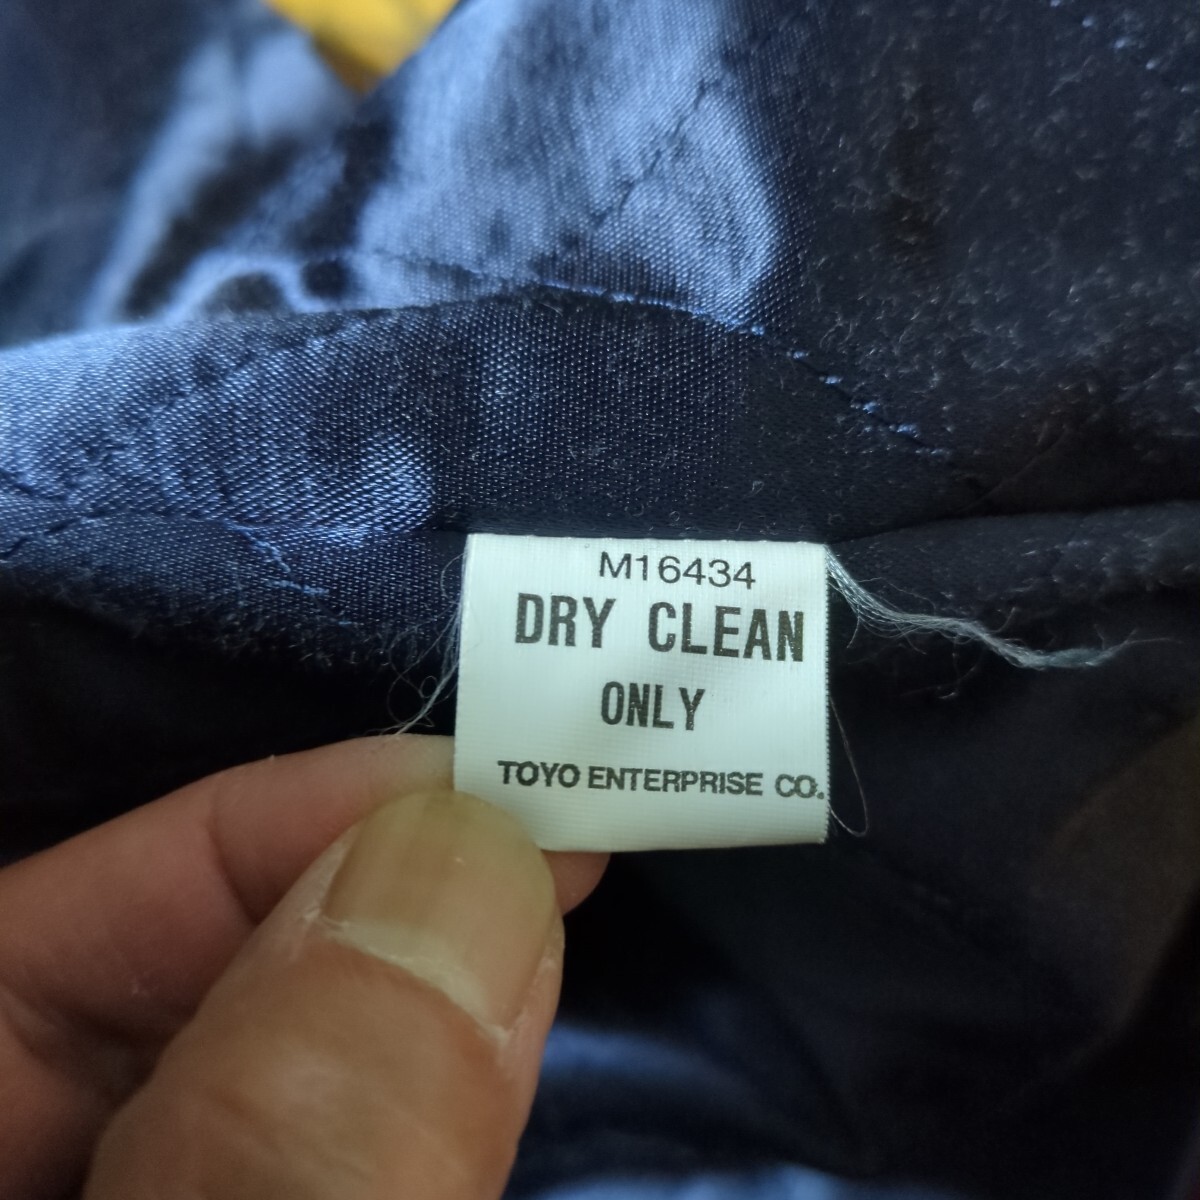 M16434
DRY CLEAN
ONLY
TOYO ENTERPRISE CO.